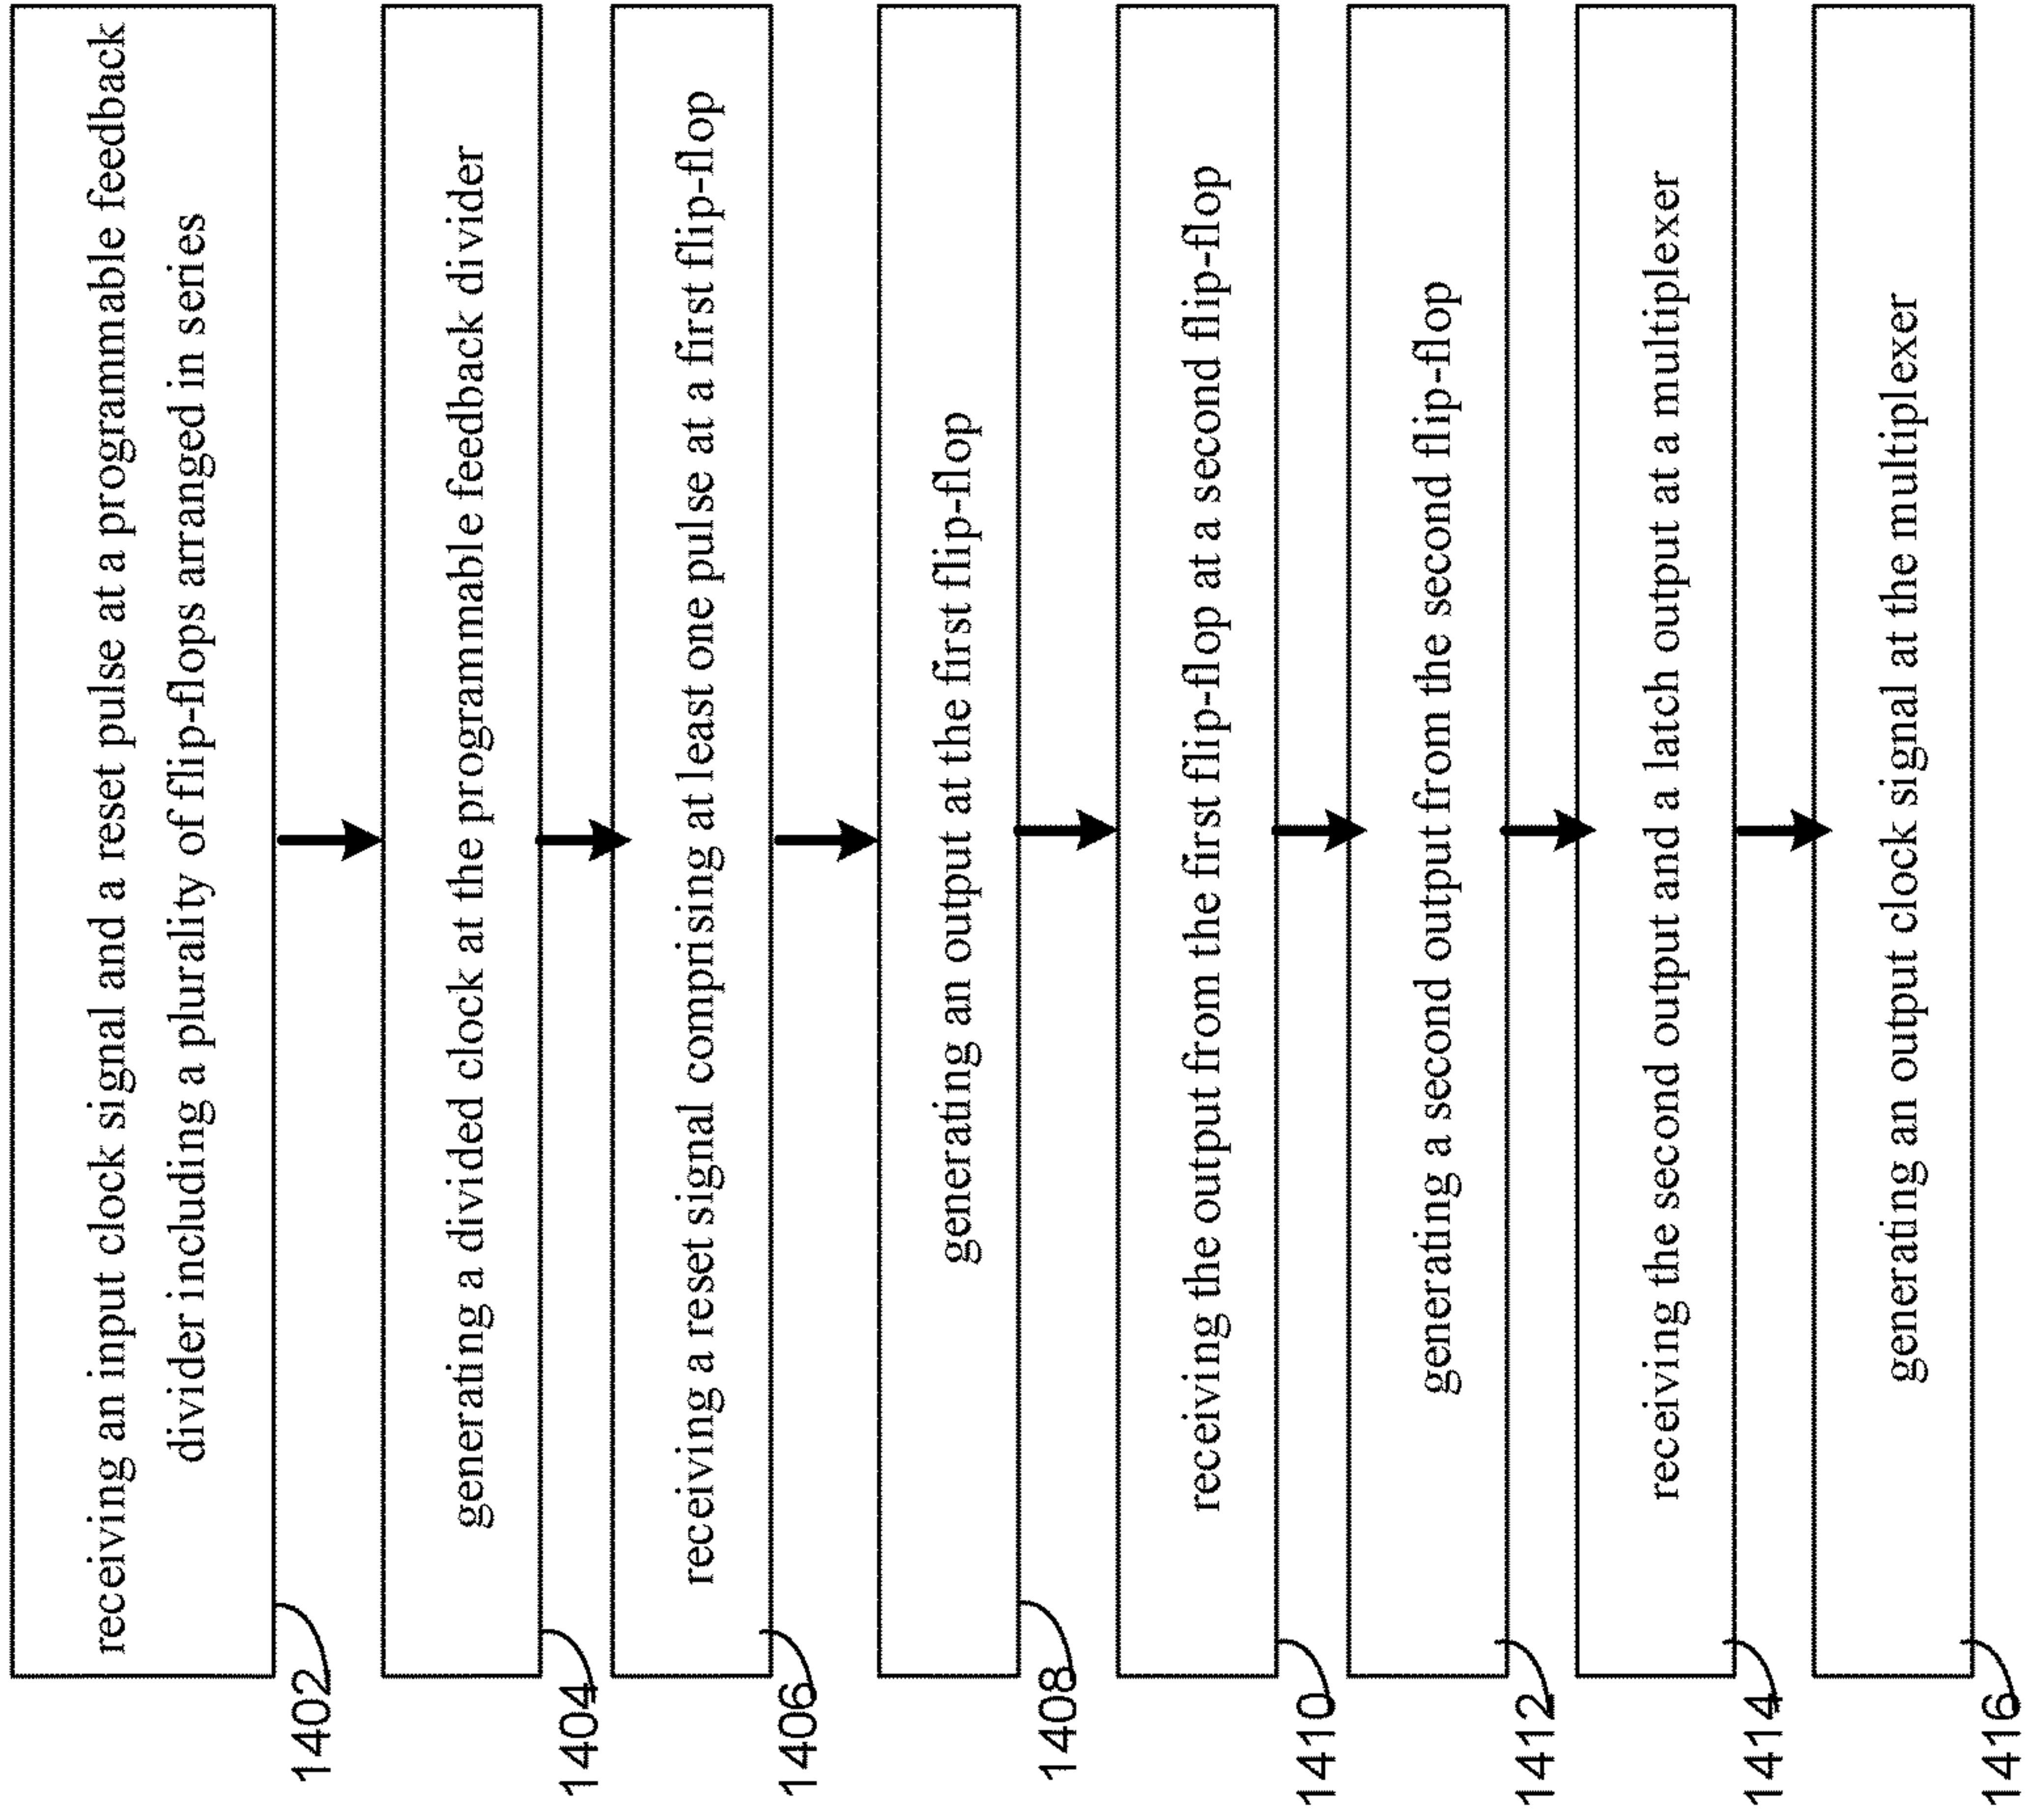 receiving an input clock signal and a reset pulse at a programmable feedback
divider including a plurality of flip-flops arranged in series
1402
generating a divided clock at the programmable feedback divider
1404
receiving a reset signal comprising at least one pulse at a first flip-flop
1406
generating an output at the first flip-flop
1408
receiving the output from the first flip-flop at a second flip-flop
1410
generating a second output from the second flip-flop
1412
receiving the second output and a latch output at a multiplexer
1414
generating an output clock signal at the multiplexer
1416